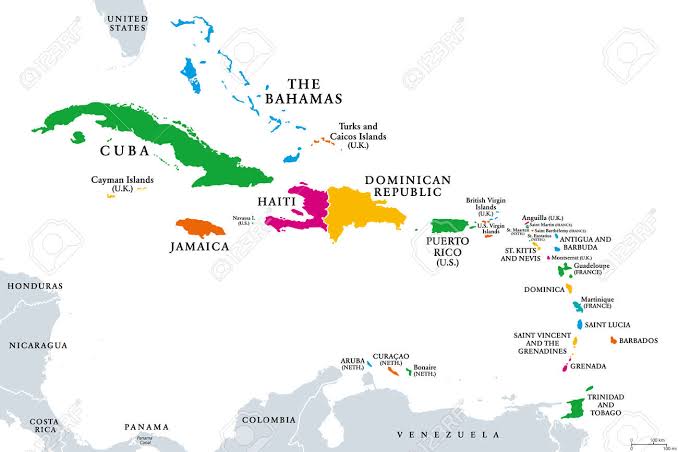 UNITED
STATES
THE
BAHAMAS
Turks and
Caicos Islands
(U.K.)
CUBA
Cayman Islands
(U.K.)
DOMINICAN
REPUBLIC
HAITI
Navassa I.
(U.S.)
JAMAICA
PUERTO
RICO
(U.S.)
British Virgin
Islands
(U.K.)
U.S. Virgin
Islands
Anguilla (U.K.)
Saint Martin (FRANCE)
St. Maarten
(NETH.)
Saint Barthélemy (FRANCE)
St. Eustatius
(NETH.)
ST. KITTS
AND NEVIS
ANTIGUA AND
BARBUDA
Montserrat (U.K.)
Guadeloupe
(FRANCE)
DOMINICA
Martinique
(FRANCE)
SAINT LUCIA
SAINT VINCENT
AND THE
GRENADINES
BARBADOS
GRENADA
TRINIDAD
AND
TOBAGO
ARUBA
(NETH.)
CURAÇAO
(NETH.)
Bonaire
(NETH.)
HONDURAS
NICARAGUA
COSTA
RICA
PANAMA
Panama
Canal
COLOMBIA
VENEZUELA
0 100 km
0 100 mi
123RF